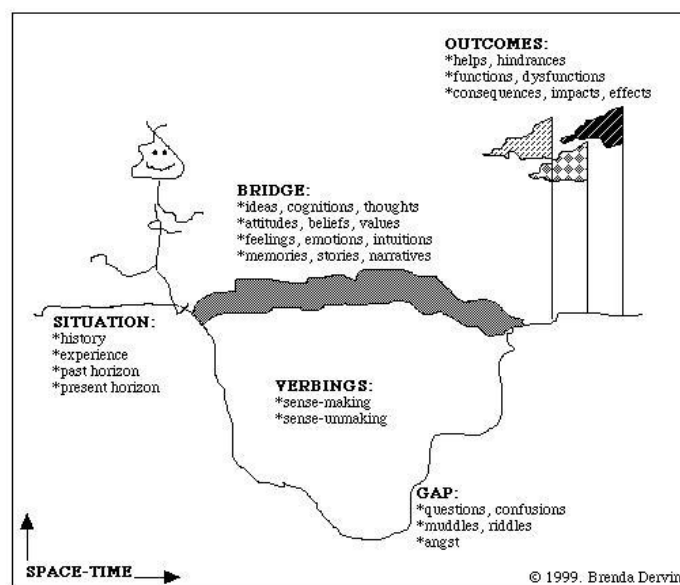 OUTCOMES:
*helps, hindrances
*functions, dysfunctions
*consequences, impacts, effects
BRIDGE:
*ideas, cognitions, thoughts
*attitudes, beliefs, values
*feelings, emotions, intuitions
*memories, stories, narratives
SITUATION:
*history
*experience
*past horizon
*present horizon
VERBINGS:
*sense-making
*sense-unmaking
GAP:
*questions, confusions
*muddles, riddles
*angst
SPACE-TIME
© 1999. Brenda Dervin